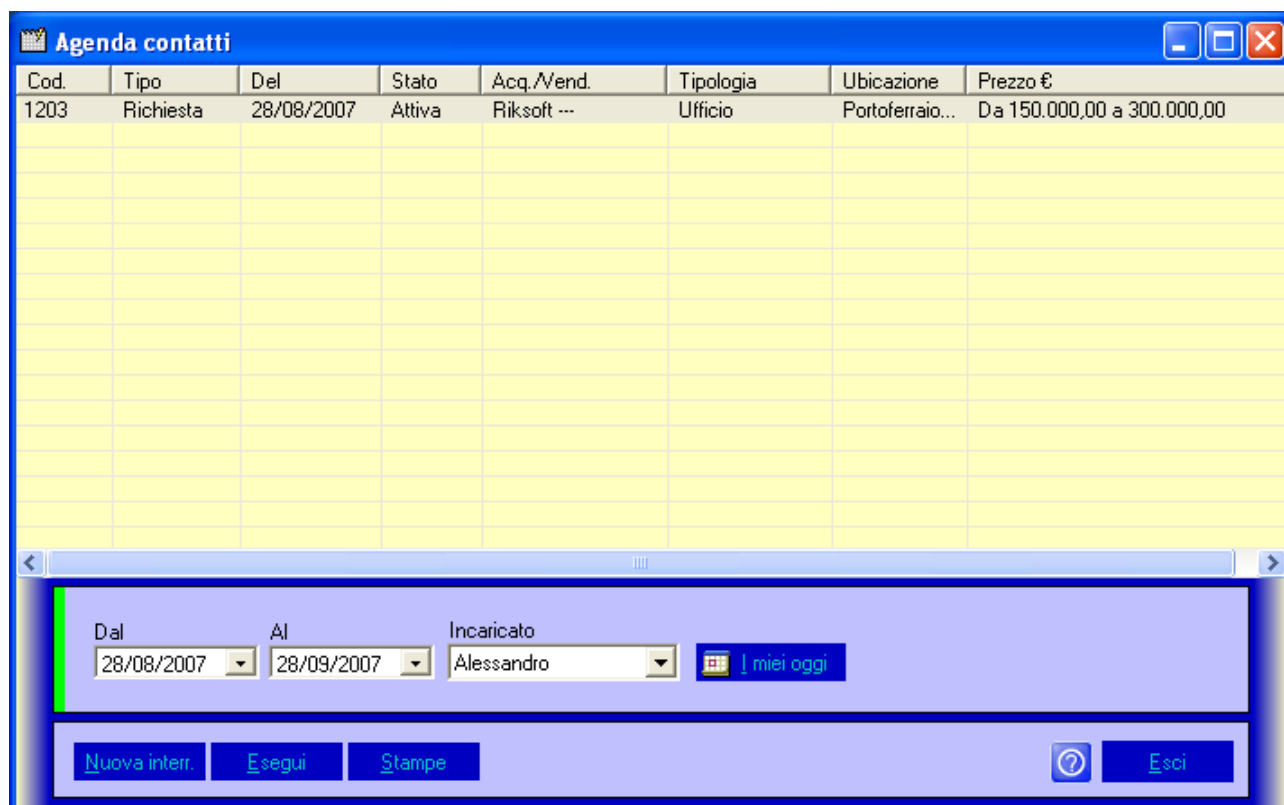 Agenda contatti
Cod. Tipo Del Stato Acq./Vend. Tipologia Ubicazione Prezzo €
1203 Richiesta 28/08/2007 Attiva Riksoft --- Ufficio Portoferraio... Da 150.000,00 a 300.000,00
Dal Al Incaricato
28/08/2007 28/09/2007 Alessandro I miei oggi
Nuova interr. Esegui Stampe ? Esci